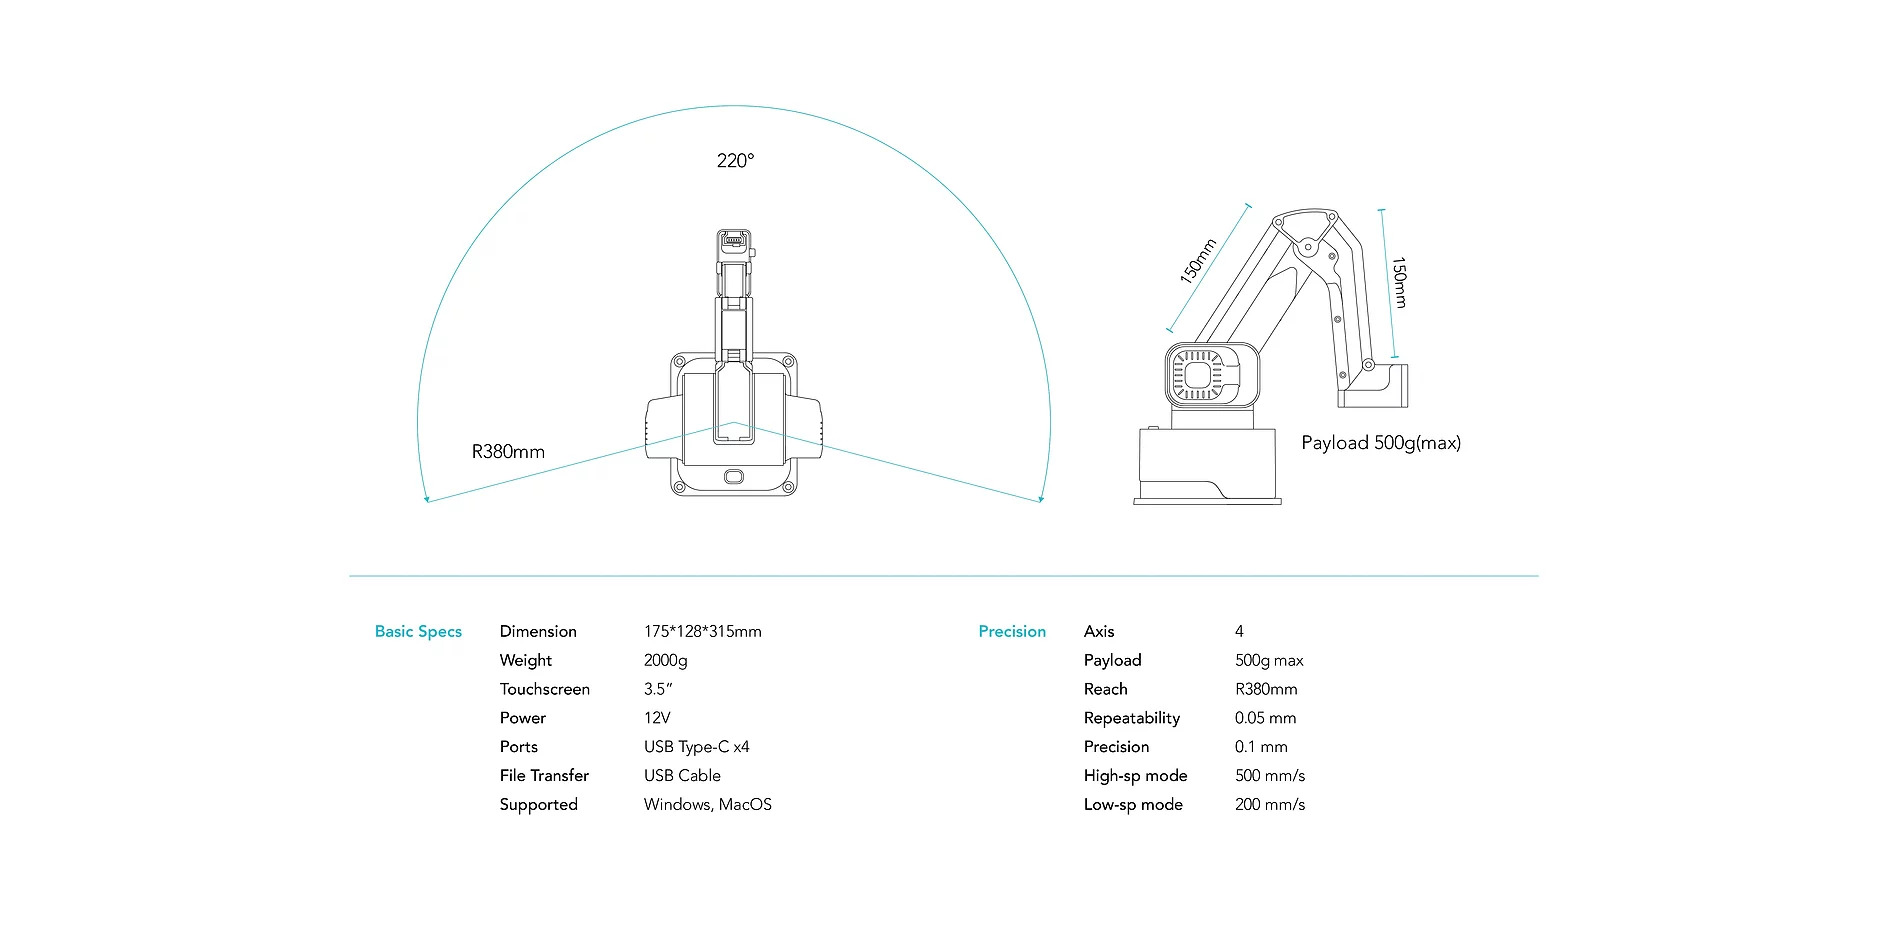 220°
R380mm
150mm
150mm
Payload 500g(max)
Basic Specs
Dimension 175*128*315mm
Weight 2000g
Touchscreen 3.5”
Power 12V
Ports USB Type-C x4
File Transfer USB Cable
Supported Windows, MacOS
Precision
Axis 4
Payload 500g max
Reach R380mm
Repeatability 0.05 mm
Precision 0.1 mm
High-sp mode 500 mm/s
Low-sp mode 200 mm/s